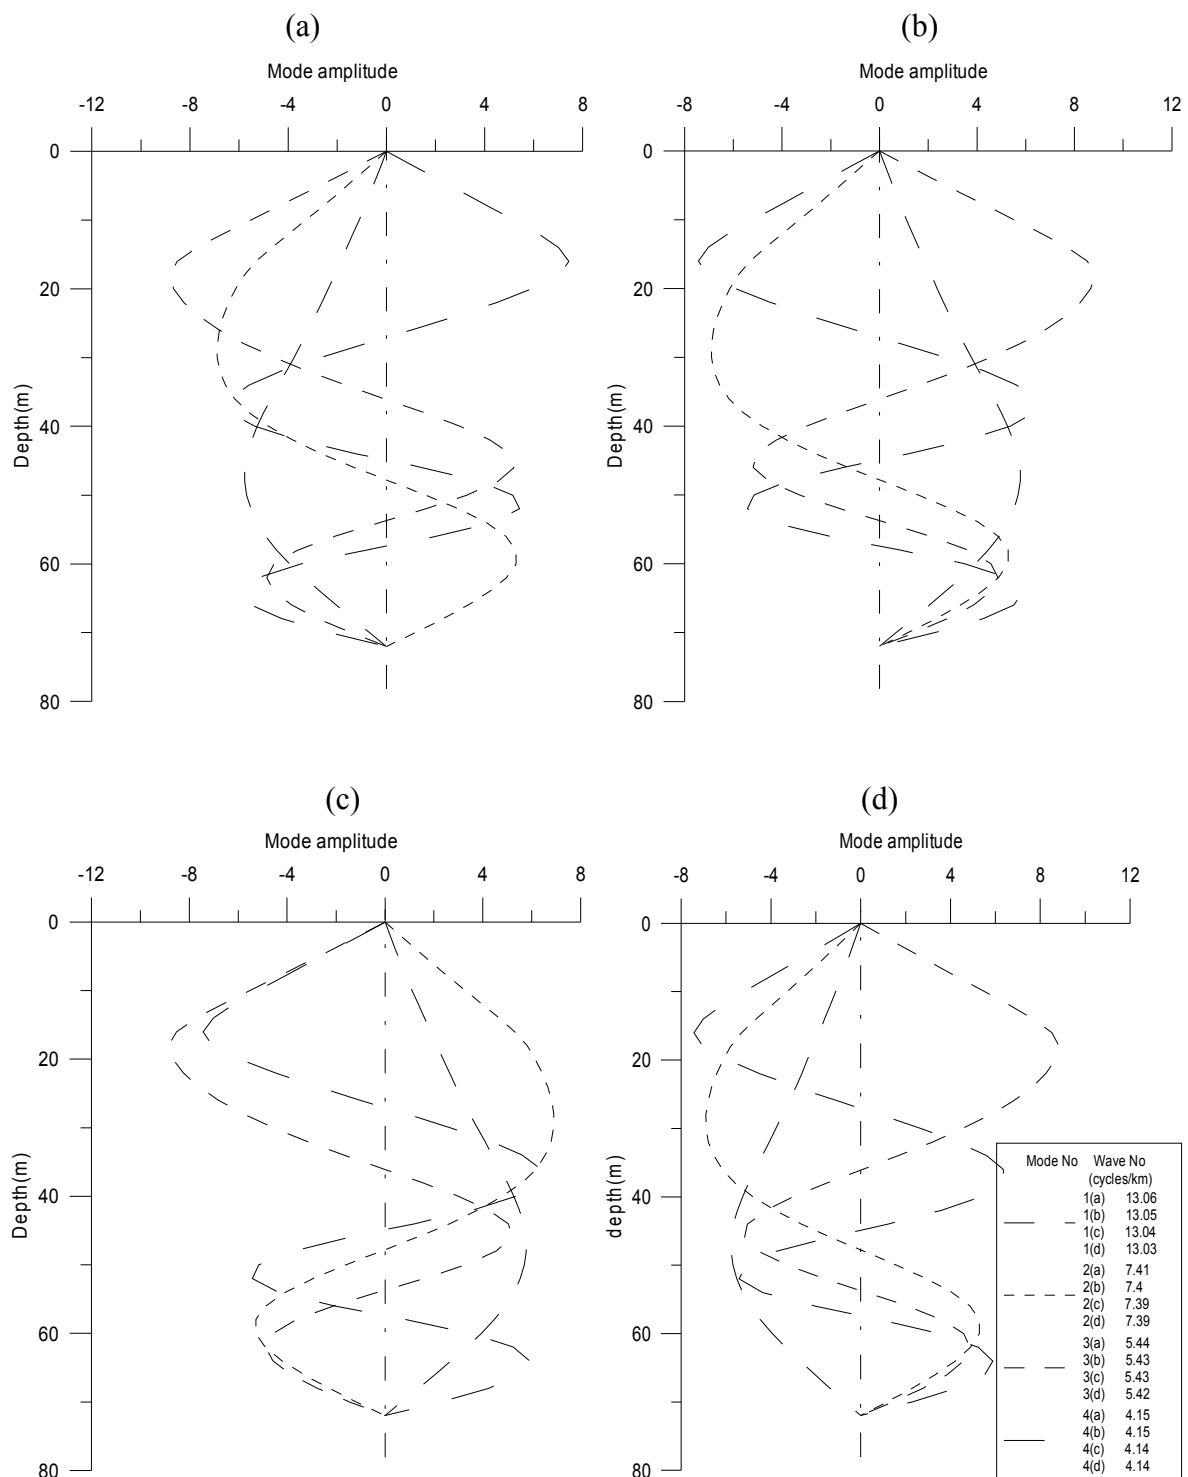 (a)
Mode amplitude
-12 -8 -4 0 4 8
0
20
40
60
80
Depth(m)
(b)
Mode amplitude
-8 -4 0 4 8 12
0
20
40
60
80
Depth(m)
(c)
Mode amplitude
-12 -8 -4 0 4 8
0
20
40
60
80
Depth(m)
(d)
Mode amplitude
-8 -4 0 4 8 12
0
20
40
60
80
depth(m)
Mode No Wave No
(cycles/km)
1(a) 13.06
1(b) 13.05
1(c) 13.04
1(d) 13.03
2(a) 7.41
2(b) 7.4
2(c) 7.39
2(d) 7.39
3(a) 5.44
3(b) 5.43
3(c) 5.43
3(d) 5.42
4(a) 4.15
4(b) 4.15
4(c) 4.14
4(d) 4.14